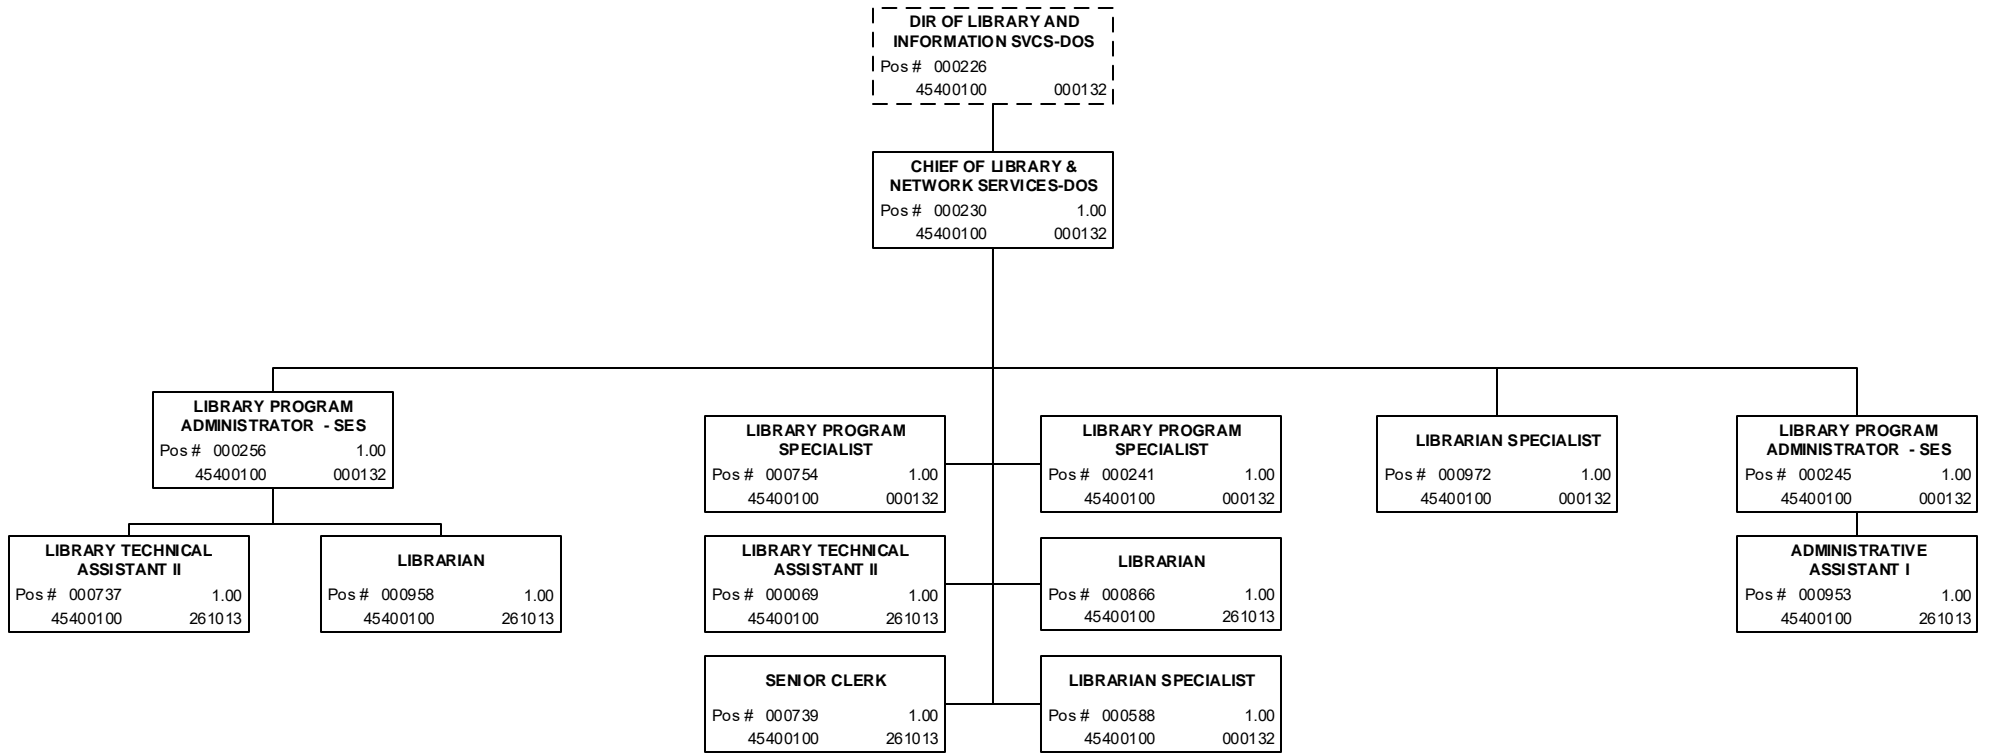 DIR OF LIBRARY AND
INFORMATION SVCS-DOS
Pos # 000226
45400100 000132
CHIEF OF LIBRARY &
NETWORK SERVICES-DOS
Pos # 000230 1.00
45400100 000132
LIBRARY PROGRAM
ADMINISTRATOR - SES
Pos # 000256 1.00
45400100 000132
LIBRARY PROGRAM
SPECIALIST
Pos # 000754 1.00
45400100 000132
LIBRARY PROGRAM
SPECIALIST
Pos # 000241 1.00
45400100 000132
LIBRARIAN SPECIALIST
Pos # 000972 1.00
45400100 000132
LIBRARY PROGRAM
ADMINISTRATOR - SES
Pos # 000245 1.00
45400100 000132
LIBRARY TECHNICAL
ASSISTANT II
Pos # 000737 1.00
45400100 261013
LIBRARIAN
Pos # 000958 1.00
45400100 261013
LIBRARY TECHNICAL
ASSISTANT II
Pos # 000069 1.00
45400100 261013
LIBRARIAN
Pos # 000866 1.00
45400100 261013
ADMINISTRATIVE
ASSISTANT I
Pos # 000953 1.00
45400100 261013
SENIOR CLERK
Pos # 000739 1.00
45400100 261013
LIBRARIAN SPECIALIST
Pos # 000588 1.00
45400100 000132